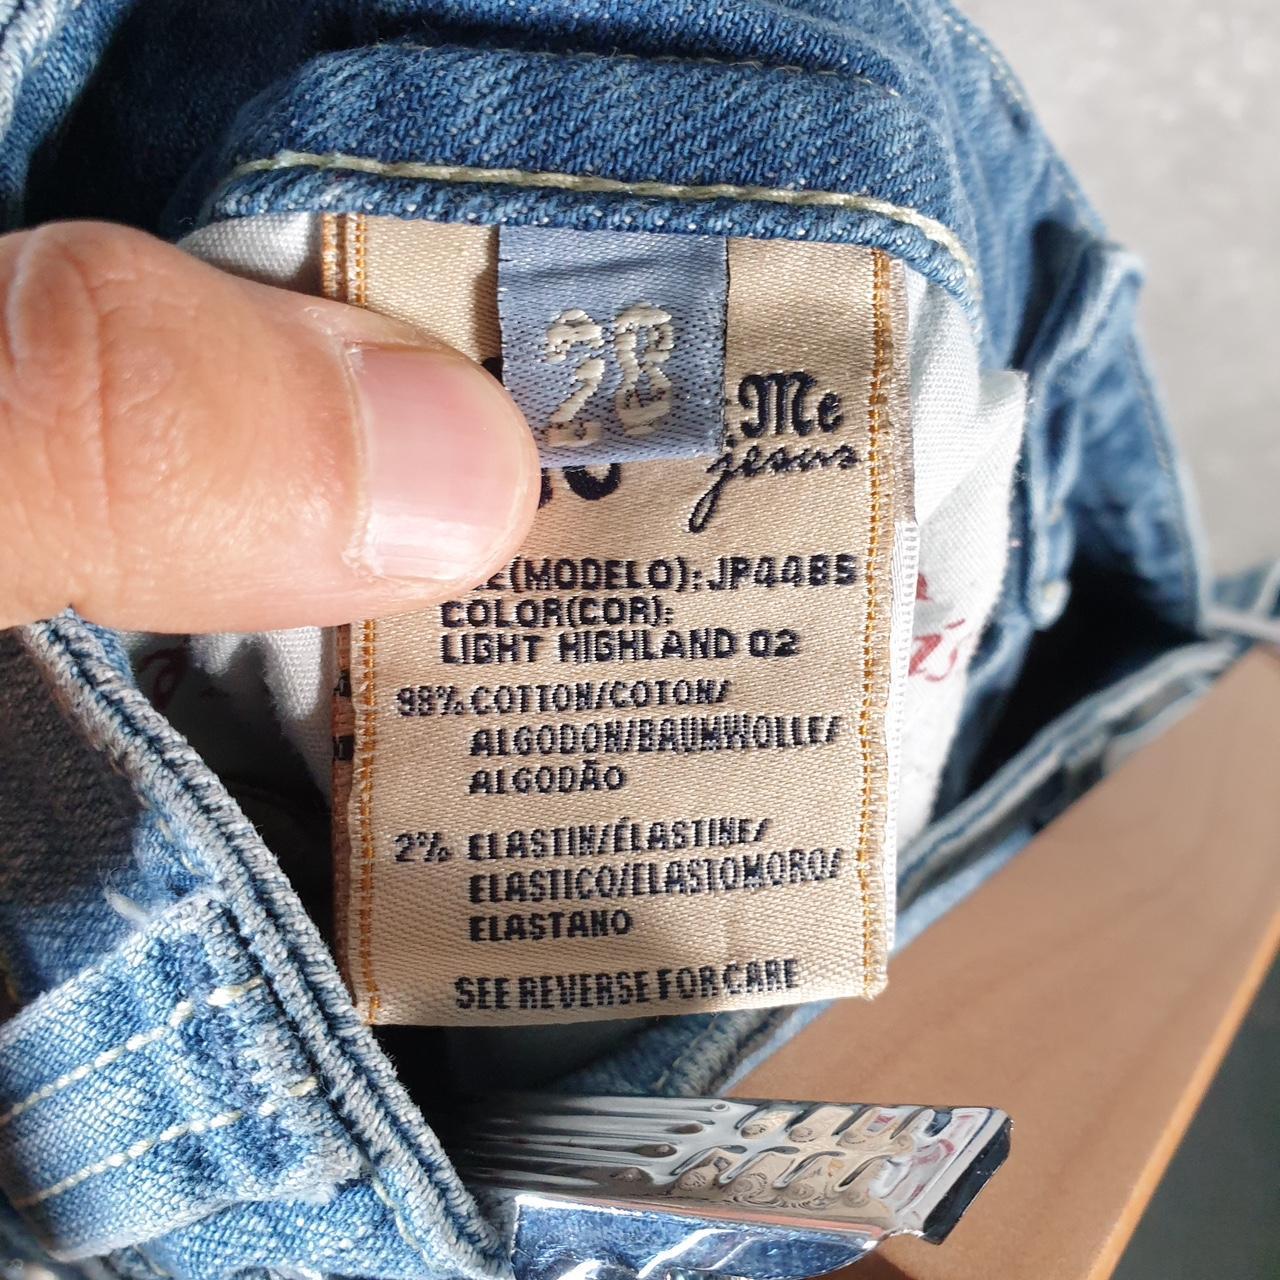 28
Me
jesus
(MODELO): JP4485
COLOR(COR):
LIGHT HIGHLAND 02
98% COTTON/COTON/
ALGODON/BAUMWOLLE/
ALGODÃO
2% ELASTIN/ÉLASTINE/
ELASTICO/ELASTOMORO/
ELASTANO
SEE REVERSE FOR CARE